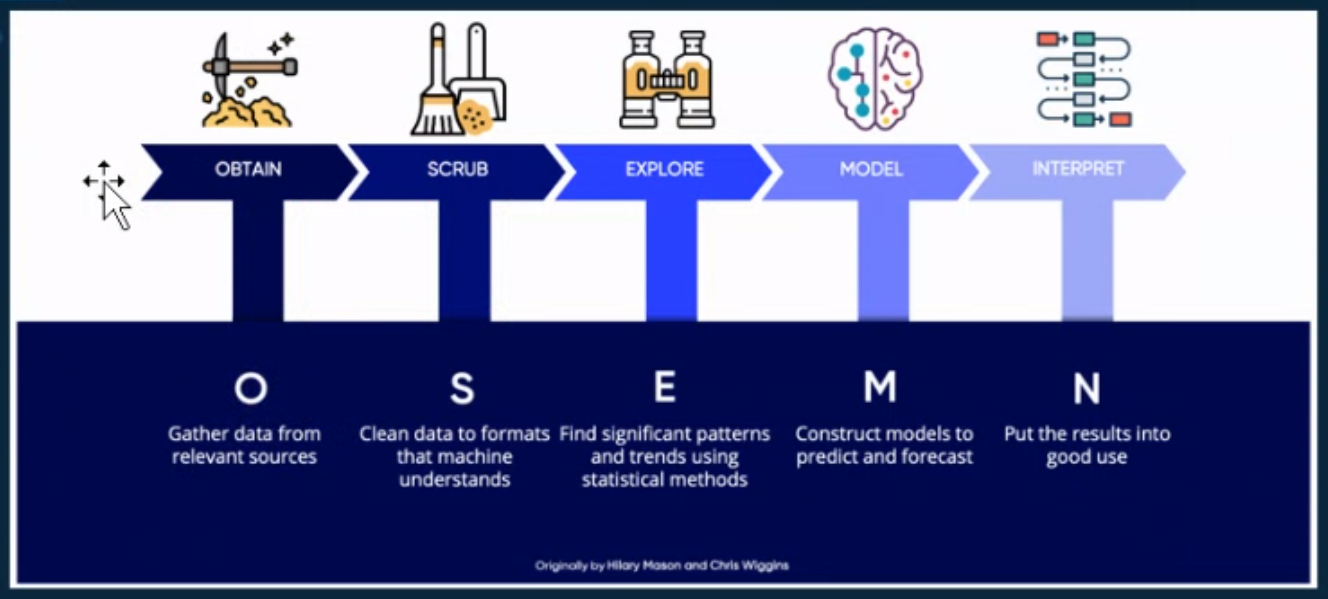 OBTAIN
SCRUB
EXPLORE
MODEL
INTERPRET
O
Gather data from
relevant sources
S
Clean data to formats
that machine
understands
E
Find significant patterns
and trends using
statistical methods
M
Construct models to
predict and forecast
N
Put the results into
good use
Originally by Hilary Mason and Chris Wiggins